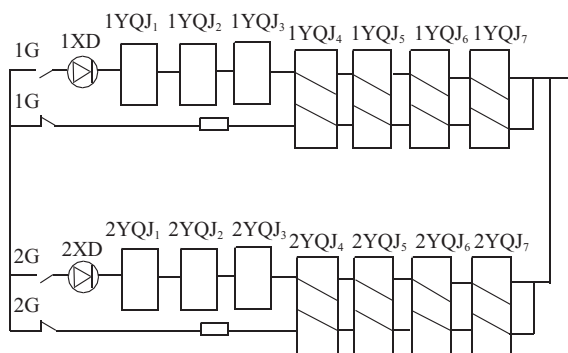 1YQJ₁ 1YQJ₂ 1YQJ₃
1YQJ₄ 1YQJ₅ 1YQJ₆ 1YQJ₇
1G 1XD
1G
2YQJ₁ 2YQJ₂ 2YQJ₃
2YQJ₄ 2YQJ₅ 2YQJ₆ 2YQJ₇
2G 2XD
2G